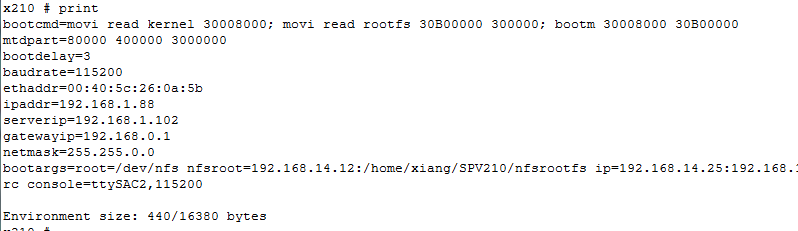 x210 # print
bootcmd=movi read kernel 30008000; movi read rootfs 30B00000 300000; bootm 30008000 30B00000
mtdpart=80000 400000 3000000
bootdelay=3
baudrate=115200
ethaddr=00:40:5c:26:0a:5b
ipaddr=192.168.1.88
serverip=192.168.1.102
gatewayip=192.168.0.1
netmask=255.255.0.0
bootargs=root=/dev/nfs nfsroot=192.168.14.12:/home/xiang/SPV210/nfsrootfs ip=192.168.14.25:192.168.1
rc console=ttySAC2,115200
Environment size: 440/16380 bytes
x210 #